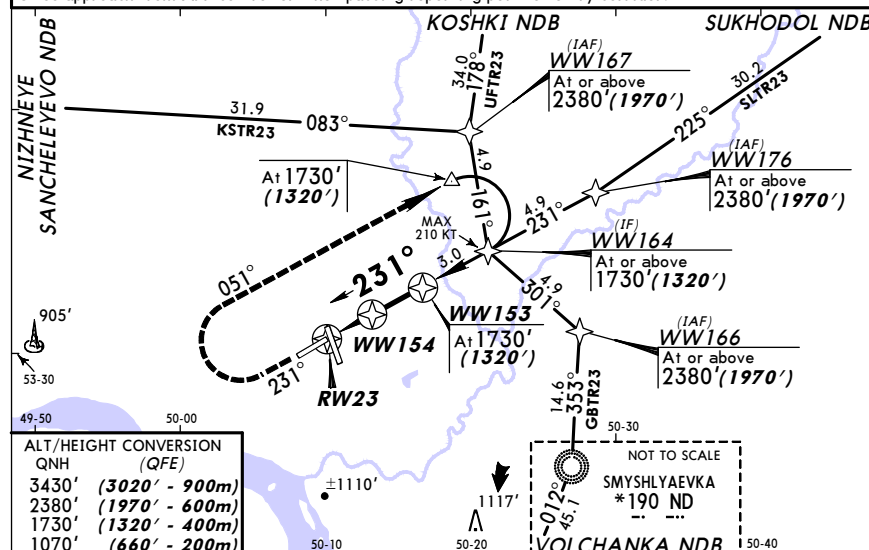 KOSHKI NDB
SUKHODOL NDB
NIZHNEYE
SANCHELEYEVO NDB
34.0
178°
UFTR23
(IAF)
WW167
At or above
2380'(1970')
30.2
SLTR23
225°
31.9
KSTR23
083°
At 1730'
(1320')
4.9
161°
(IAF)
WW176
At or above
2380'(1970')
4.9
231°
MAX
210 KT
(IF)
WW164
At or above
1730'(1320')
051°
231°
3.0
4.9
301°
WW153
At 1730'
(1320')
WW154
(IAF)
WW166
At or above
2380'(1970')
905'
53-30
231°
RW23
14.6
353°
GBTR23
49-50
50-00
50-30
ALT/HEIGHT CONVERSION
QNH (QFE)
3430' (3020' - 900m)
2380' (1970' - 600m)
1730' (1320' - 400m)
1070' (660' - 200m)
±1110'
1117'
NOT TO SCALE
SMYSHLYAEVKA
*190 ND
012°
45.1
VOLCHANKA NDB
50-10
50-20
50-40